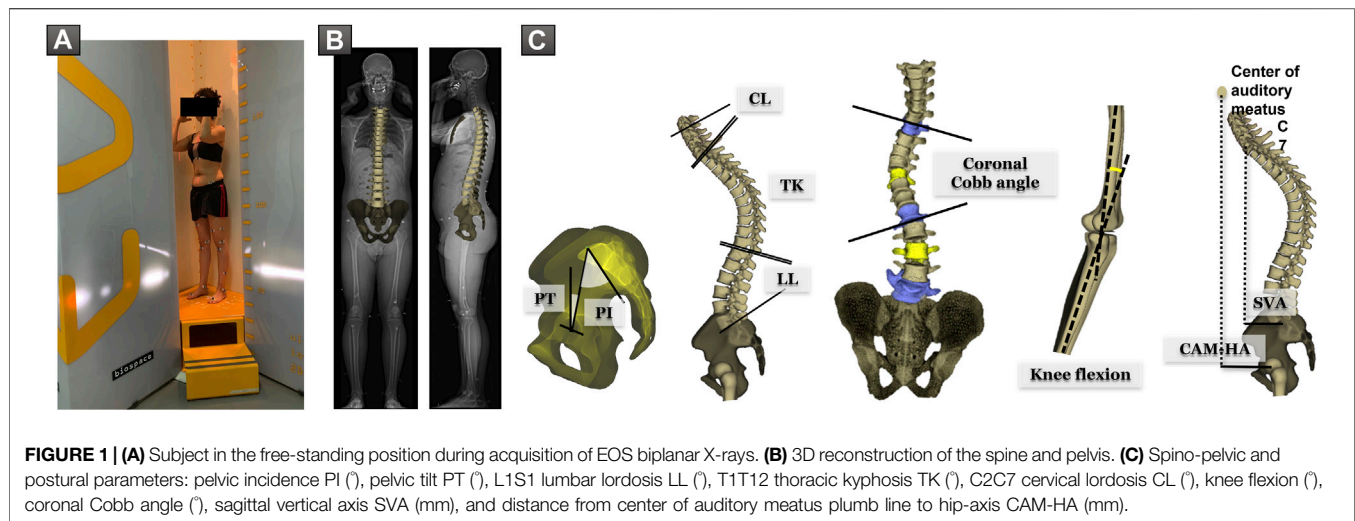 A
B
C
biospace
CL
TK
LL
PT
PI
Coronal
Cobb angle
Knee flexion
Center of
auditory
meatus
C
7
SVA
CAM-HA
FIGURE 1 | (A) Subject in the free-standing position during acquisition of EOS biplanar X-rays. (B) 3D reconstruction of the spine and pelvis. (C) Spino-pelvic and
postural parameters: pelvic incidence PI (°), pelvic tilt PT (°), L1S1 lumbar lordosis LL (°), T1T12 thoracic kyphosis TK (°), C2C7 cervical lordosis CL (°), knee flexion (°),
coronal Cobb angle (°), sagittal vertical axis SVA (mm), and distance from center of auditory meatus plumb line to hip-axis CAM-HA (mm).